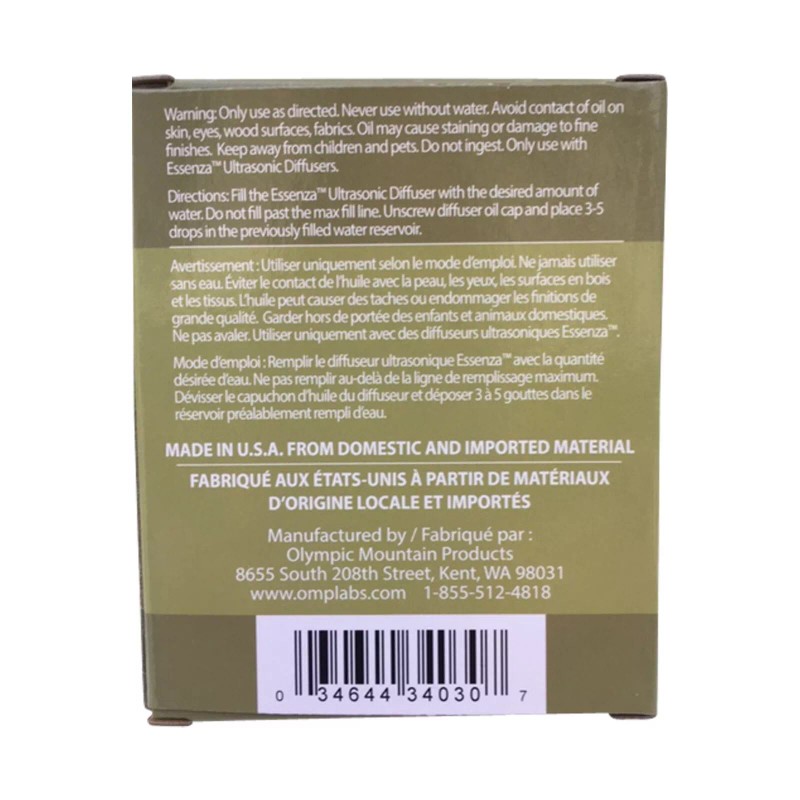 Warning: Only use as directed. Never use without water. Avoid contact of oil on
skin, eyes, wood surfaces, fabrics. Oil may cause staining or damage to fine
finishes. Keep away from children and pets. Do not ingest. Only use with
Essenza™ Ultrasonic Diffusers.
Directions: Fill the Essenza™ Ultrasonic Diffuser with the desired amount of
water. Do not fill past the max fill line. Unscrew diffuser oil cap and place 3-5
drops in the previously filled water reservoir.
Avertissement : Utiliser uniquement selon le mode d'emploi. Ne jamais utiliser
sans eau. Éviter le contact de l'huile avec la peau, les yeux, les surfaces en bois
et les tissus. L'huile peut causer des taches ou endommager les finitions de
grande qualité. Garder hors de portée des enfants et animaux domestiques.
Ne pas avaler. Utiliser uniquement avec des diffuseurs ultrasoniques Essenza™.
Mode d'emploi : Remplir le diffuseur ultrasonique Essenza™ avec la quantité
désirée d'eau. Ne pas remplir au-delà de la ligne de remplissage maximum.
Dévisser le capuchon d'huile du diffuseur et déposer 3 à 5 gouttes dans le
réservoir préalablement rempli d'eau.
MADE IN U.S.A. FROM DOMESTIC AND IMPORTED MATERIAL
FABRIQUÉ AUX ÉTATS-UNIS À PARTIR DE MATÉRIAUX
D'ORIGINE LOCALE ET IMPORTÉS
Manufactured by / Fabriqué par :
Olympic Mountain Products
8655 South 208th Street, Kent, WA 98031
www.omplabs.com 1-855-512-4818
0 34644 34030 7